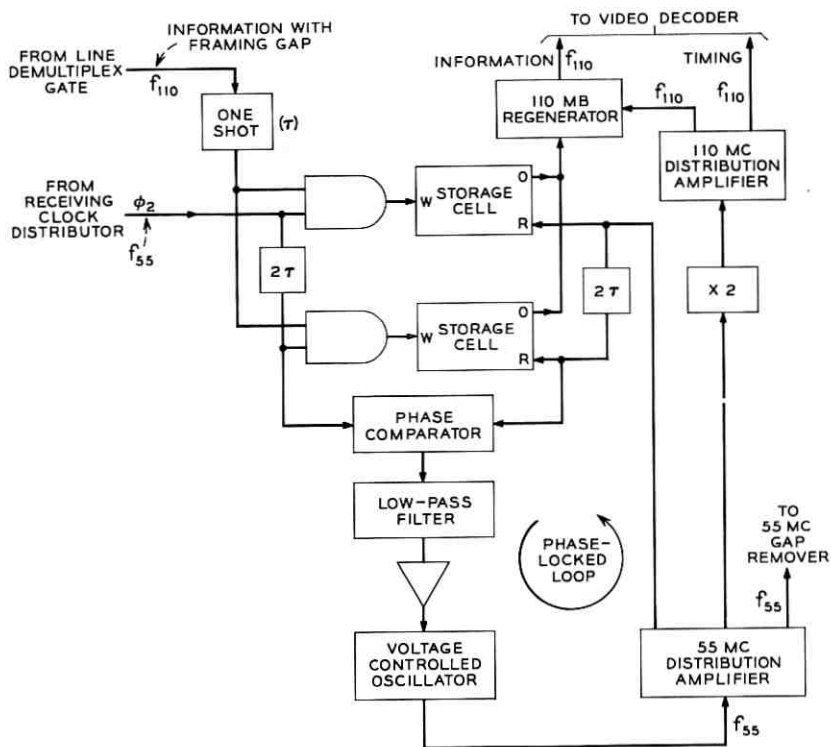 TO VIDEO DECODER
INFORMATION WITH
FRAMING GAP
FROM LINE
DEMULTIPLEX
GATE
f110
INFORMATION
f110
TIMING
f110
ONE
SHOT
(τ)
110 MB
REGENERATOR
f110
110 MC
DISTRIBUTION
AMPLIFIER
FROM
RECEIVING
CLOCK
DISTRIBUTOR
ϕ2
f55
W
STORAGE
CELL
O
R
2τ
2τ
X 2
W
STORAGE
CELL
O
R
PHASE
COMPARATOR
LOW-PASS
FILTER
PHASE-
LOCKED
LOOP
TO
55 MC
GAP
REMOVER
f55
VOLTAGE
CONTROLLED
OSCILLATOR
55 MC
DISTRIBUTION
AMPLIFIER
f55